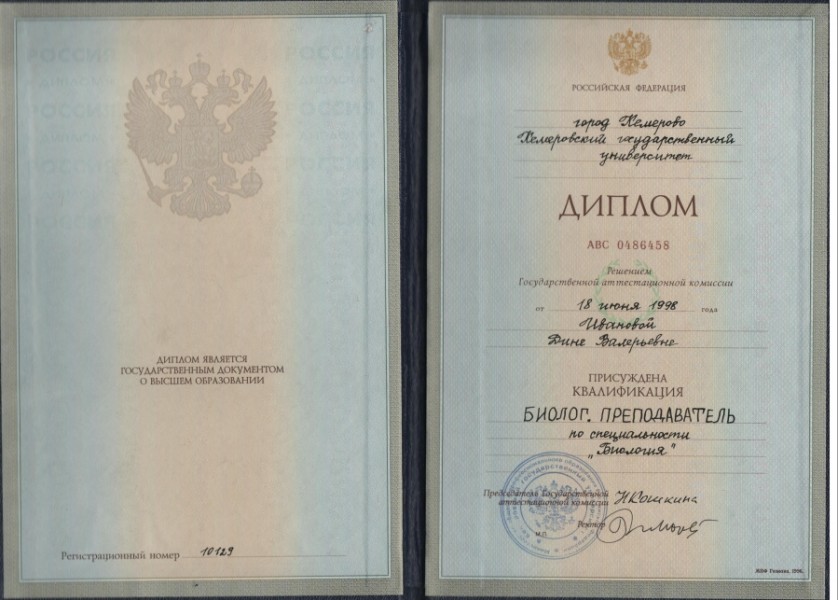 ДИПЛОМ ЯВЛЯЕТСЯ
ГОСУДАРСТВЕННЫМ ДОКУМЕНТОМ
О ВЫСШЕМ ОБРАЗОВАНИИ
Регистрационный номер 10129
РОССИЙСКАЯ ФЕДЕРАЦИЯ
город Кемерово
Кемеровский государственный
университет
ДИПЛОМ
АВС 0486458
Решением
Государственной аттестационной комиссии
от 18 июня 1998 года
Ивановой
Дине Валерьевне
ПРИСУЖДЕНА
КВАЛИФИКАЦИЯ
БИОЛОГ. ПРЕПОДАВАТЕЛЬ
по специальности
„Биология"
Председатель Государственной
аттестационной комиссии Н Кошкина
Ректор
М.П.